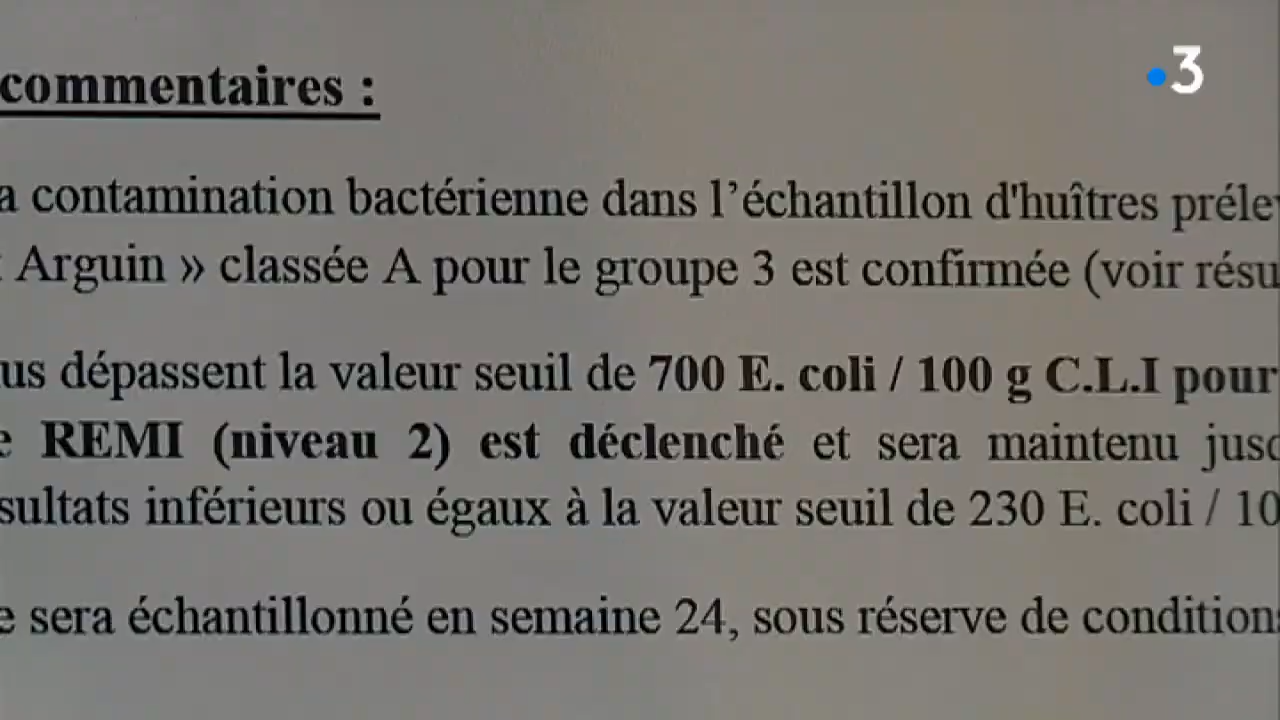 commentaires :
3
a contamination bactérienne dans l’échantillon d'huîtres préle
Arguin » classée A pour le groupe 3 est confirmée (voir résu
us dépassent la valeur seuil de 700 E. coli / 100 g C.L.I pour
e REMI (niveau 2) est déclenché et sera maintenu jusq
sultats inférieurs ou égaux à la valeur seuil de 230 E. coli / 10
e sera échantillonné en semaine 24, sous réserve de condition